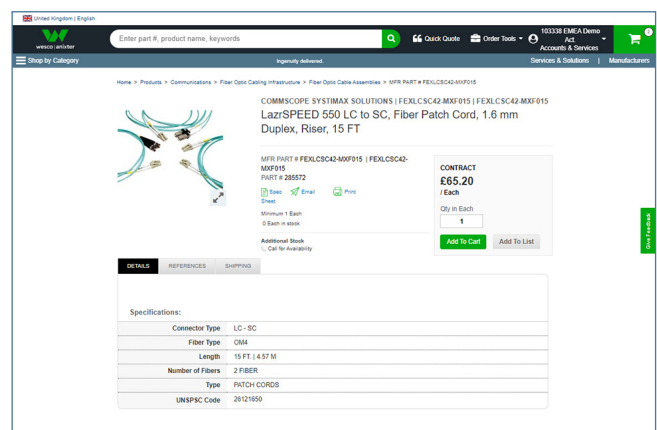 United Kingdom | English
wesco | anixter
Enter part #, product name, keywords
Quick Quote
Order Tools
103338 EMEA Demo
Act.
Accounts & Services
0
Shop by Category
Ingenuity delivered.
Services & Solutions | Manufacturers
Home > Products > Communications > Fiber Optic Cabling Infrastructure > Fiber Optic Cable Assemblies > MFR PART # FEXLCSC42-MXF015
COMMSCOPE SYSTIMAX SOLUTIONS | FEXLCSC42-MXF015 | FEXLCSC42-MXF015
LazrSPEED 550 LC to SC, Fiber Patch Cord, 1.6 mm
Duplex, Riser, 15 FT
MFR PART # FEXLCSC42-MXF015 | FEXLCSC42-
MXF015
PART # 285572
Spec
Sheet
Email
Print
Minimum 1 Each
0 Each in stock
Additional Stock
Call for Availability
CONTRACT
£65.20
/ Each
Qty in Each
1
Add To Cart
Add To List
Give Feedback
DETAILS
REFERENCES
SHIPPING
Specifications:
Connector Type LC - SC
Fiber Type OM4
Length 15 FT. | 4.57 M
Number of Fibers 2 FIBER
Type PATCH CORDS
UNSPSC Code 26121650